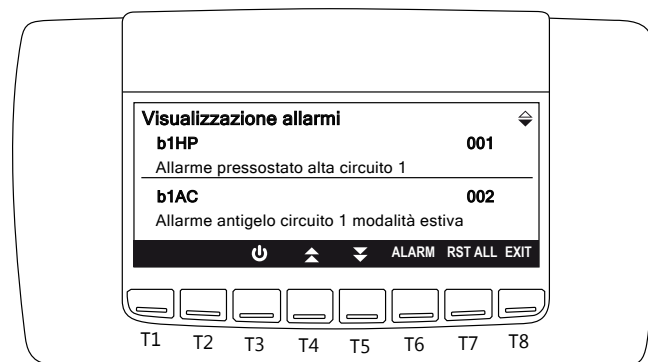 Visualizzazione allarmi
b1HP 001
Allarme pressostato alta circuito 1
b1AC 002
Allarme antigelo circuito 1 modalità estiva
ALARM RST ALL EXIT
T1 T2 T3 T4 T5 T6 T7 T8